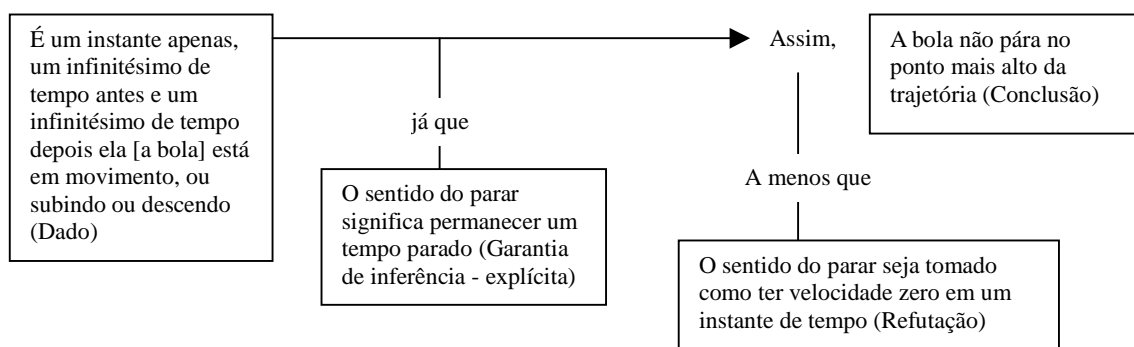 É um instante apenas,
um infinitésimo de
tempo antes e um
infinitésimo de tempo
depois ela [a bola] está
em movimento, ou
subindo ou descendo
(Dado)
já que
O sentido do parar
significa permanecer um
tempo parado (Garantia
de inferência - explícita)
Assim,
A bola não pára no
ponto mais alto da
trajetória (Conclusão)
A menos que
O sentido do parar seja tomado
como ter velocidade zero em um
instante de tempo (Refutação)